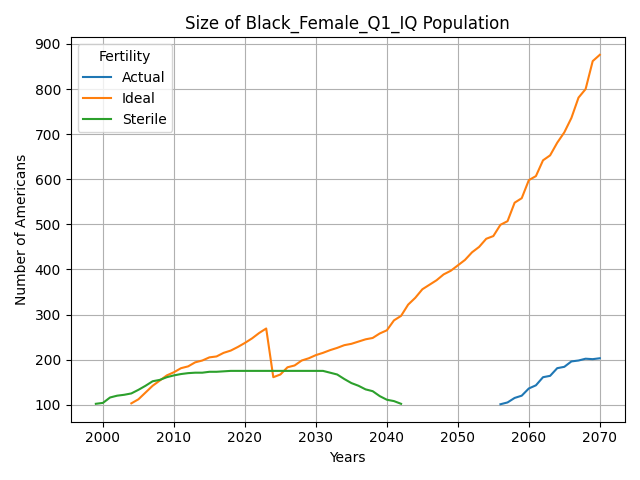 Size of Black_Female_Q1_IQ Population
Number of Americans
900
800
700
600
500
400
300
200
100
Fertility
Actual
Ideal
Sterile
2000 2010 2020 2030 2040 2050 2060 2070
Years